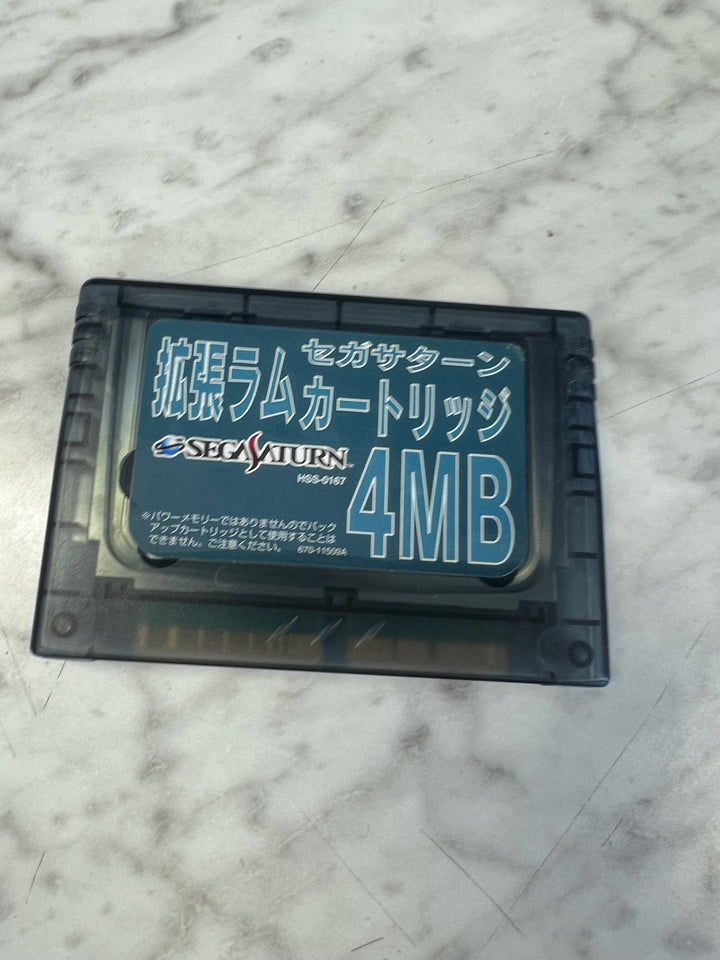 セガサターン
拡張ラムカートリッジ
SEGA SATURN™
HSS-0167
4MB
※パワーメモリーではありませんのでバック
アップカートリッジとして使用することは
できません。ご注意ください。 670-11509A